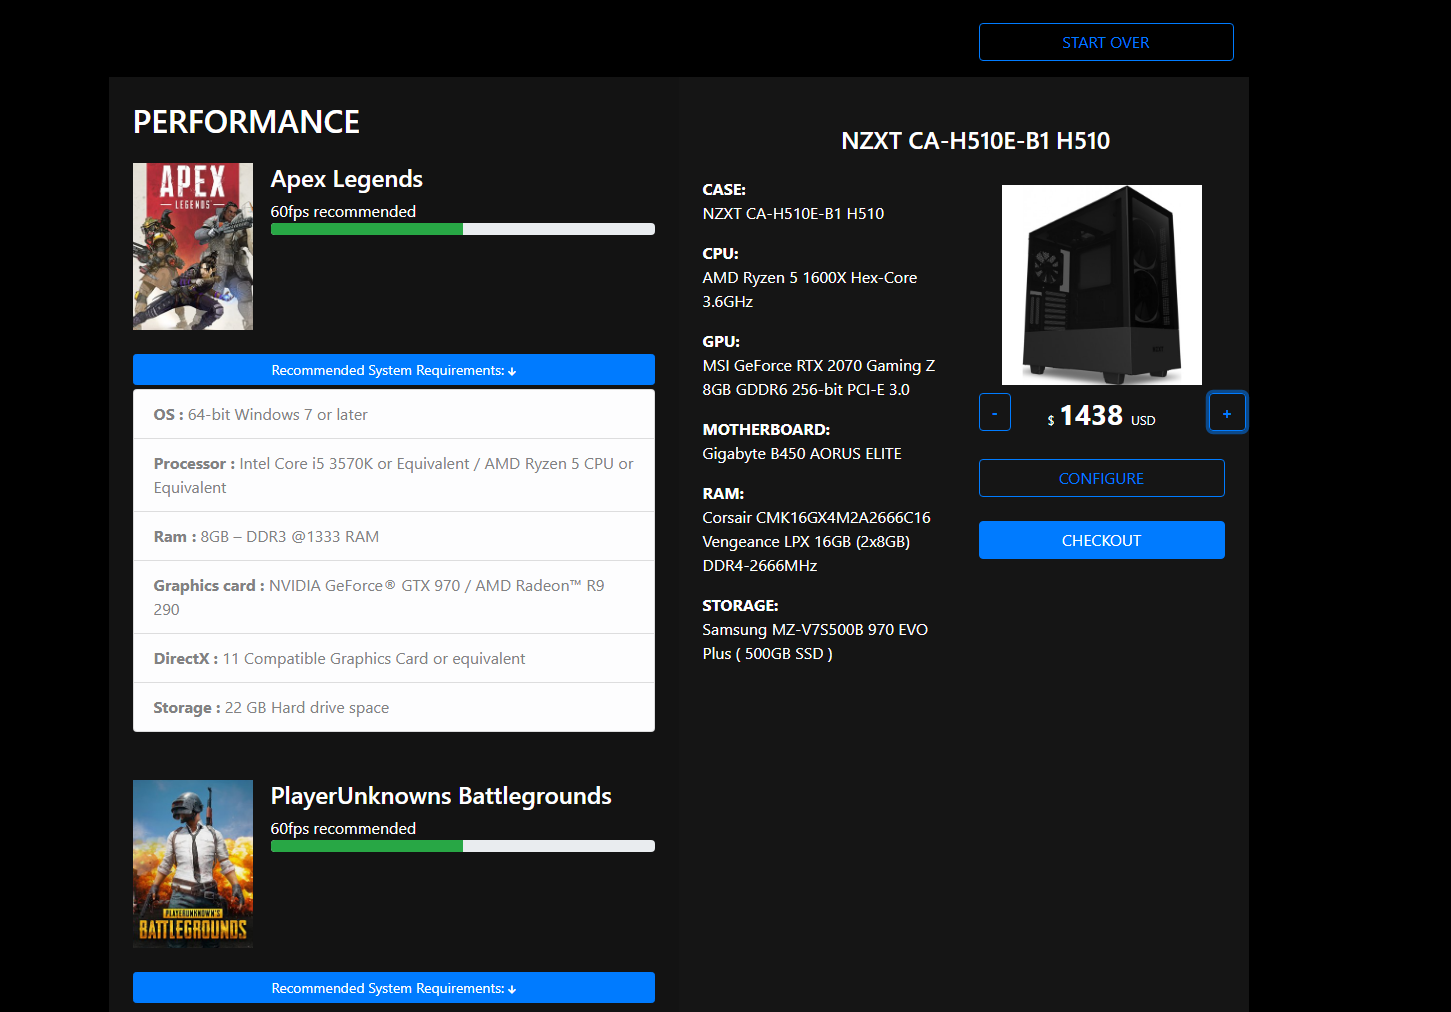 START OVER
PERFORMANCE
APEX
LEGENDS
Apex Legends
60fps recommended
Recommended System Requirements: ↓
OS : 64-bit Windows 7 or later
Processor : Intel Core i5 3570K or Equivalent / AMD Ryzen 5 CPU or
Equivalent
Ram : 8GB – DDR3 @1333 RAM
Graphics card : NVIDIA GeForce® GTX 970 / AMD Radeon™ R9
290
DirectX : 11 Compatible Graphics Card or equivalent
Storage : 22 GB Hard drive space
PLAYERUNKNOWN'S
BATTLEGROUNDS
PlayerUnknowns Battlegrounds
60fps recommended
Recommended System Requirements: ↓
NZXT CA-H510E-B1 H510
CASE:
NZXT CA-H510E-B1 H510
CPU:
AMD Ryzen 5 1600X Hex-Core
3.6GHz
GPU:
MSI GeForce RTX 2070 Gaming Z
8GB GDDR6 256-bit PCI-E 3.0
MOTHERBOARD:
Gigabyte B450 AORUS ELITE
RAM:
Corsair CMK16GX4M2A2666C16
Vengeance LPX 16GB (2x8GB)
DDR4-2666MHz
STORAGE:
Samsung MZ-V7S500B 970 EVO
Plus ( 500GB SSD )
NZXT
- $ 1438 USD +
CONFIGURE
CHECKOUT